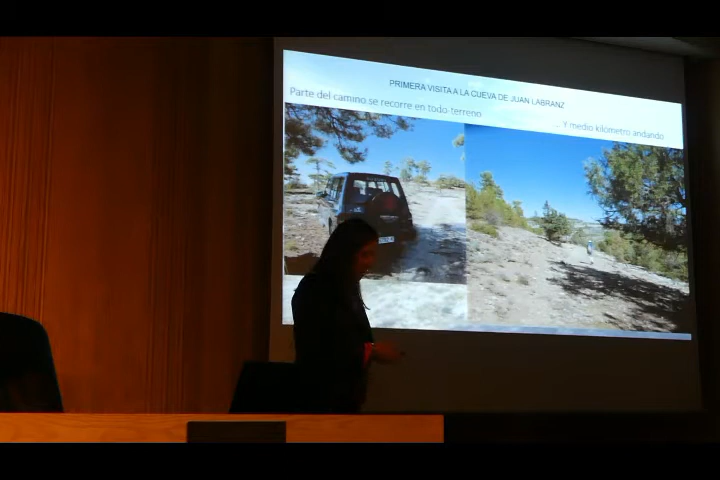 PRIMERA VISITA A LA CUEVA DE JUAN LABRANZ
Parte del camino se recorre en todo-terreno
... Y medio kilómetro andando